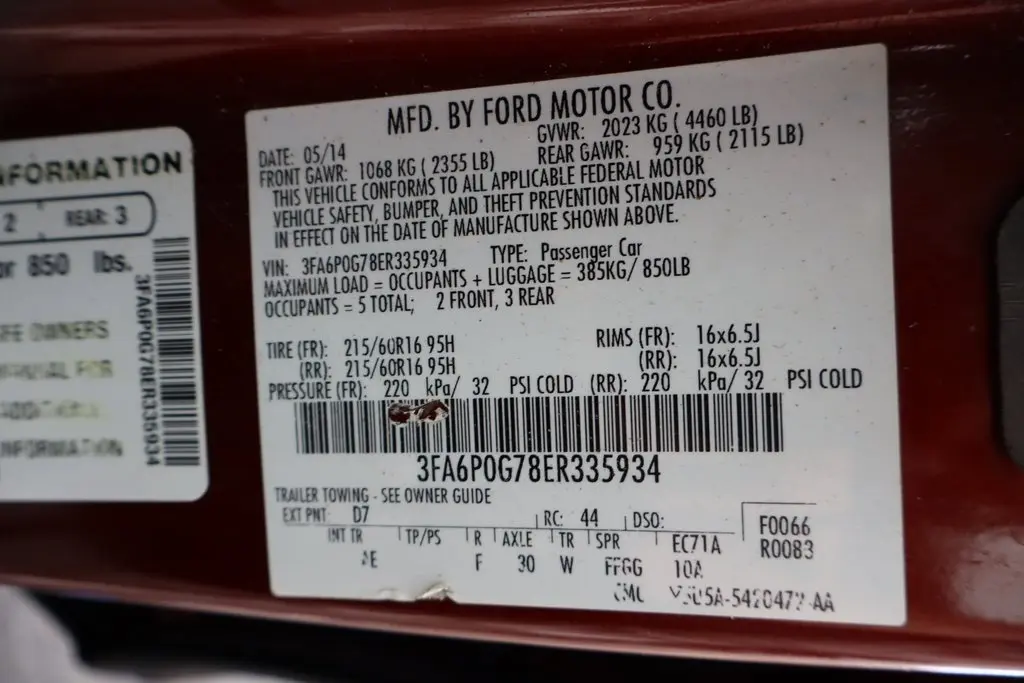 NFORMATION
2 REAR: 3
or 850 lbs.
OWNERS
3FA6P0G78ER335934
MFD. BY FORD MOTOR CO.
DATE: 05/14 GVWR: 2023 KG ( 4460 LB)
FRONT GAWR: 1068 KG ( 2355 LB) REAR GAWR: 959 KG ( 2115 LB)
THIS VEHICLE CONFORMS TO ALL APPLICABLE FEDERAL MOTOR
VEHICLE SAFETY, BUMPER, AND THEFT PREVENTION STANDARDS
IN EFFECT ON THE DATE OF MANUFACTURE SHOWN ABOVE.
VIN: 3FA6P0G78ER335934 TYPE: Passenger Car
MAXIMUM LOAD = OCCUPANTS + LUGGAGE = 385KG/ 850LB
OCCUPANTS = 5 TOTAL; 2 FRONT, 3 REAR
TIRE (FR): 215/60R16 95H RIMS (FR): 16x6.5J
(RR): 215/60R16 95H (RR): 16x6.5J
PRESSURE (FR): 220 kPa/ 32 PSI COLD (RR): 220 kPa/ 32 PSI COLD
3FA6P0G78ER335934
TRAILER TOWING - SEE OWNER GUIDE
EXT PNT: D7 RC: 44 DSO: F0066
INT TR TP/PS R AXLE TR SPR EC71A R0083
AE F 30 W FFGG 10A